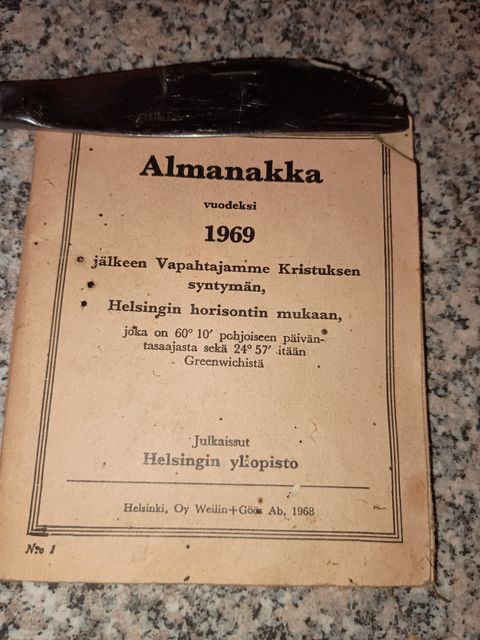 Almanakka
vuodeksi
1969
jälkeen Vapahtajamme Kristuksen
syntymän,
Helsingin horisontin mukaan,
joka on 60° 10′ pohjoiseen päivän-
tasaajasta sekä 24° 57′ itään
Greenwichistä
Julkaissut
Helsingin yliopisto
Helsinki, Oy Weilin+Göös Ab, 1968
N:o 1